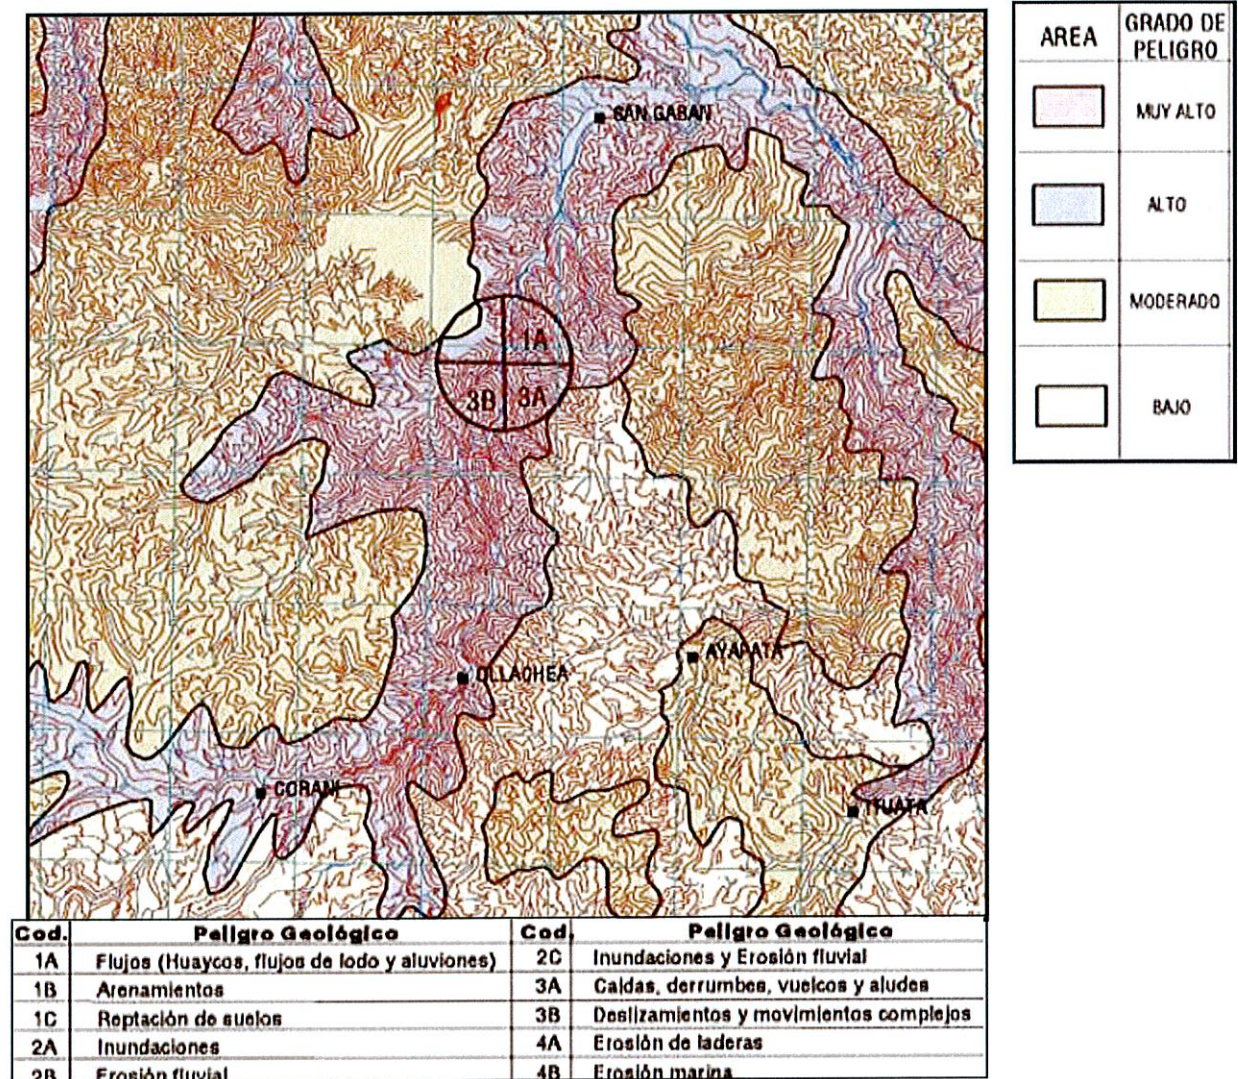 AREA
GRADO DE
PELIGRO
MUY ALTO
ALTO
MODERADO
BAJO
SAN GABAN
1A
3B
3A
OLLACHEA
AYAPATA
CORANI
ITUATA
Cod. Peligro Geológico Cod. Peligro Geológico
1A Flujos (Huaycos, flujos de lodo y aluviones) 2C Inundaciones y Erosión fluvial
1B Arenamientos 3A Caídas, derrumbes, vuelcos y aludes
1C Reptación de suelos 3B Deslizamientos y movimientos complejos
2A Inundaciones 4A Erosión de laderas
2B Erosión fluvial 4B Erosión marina